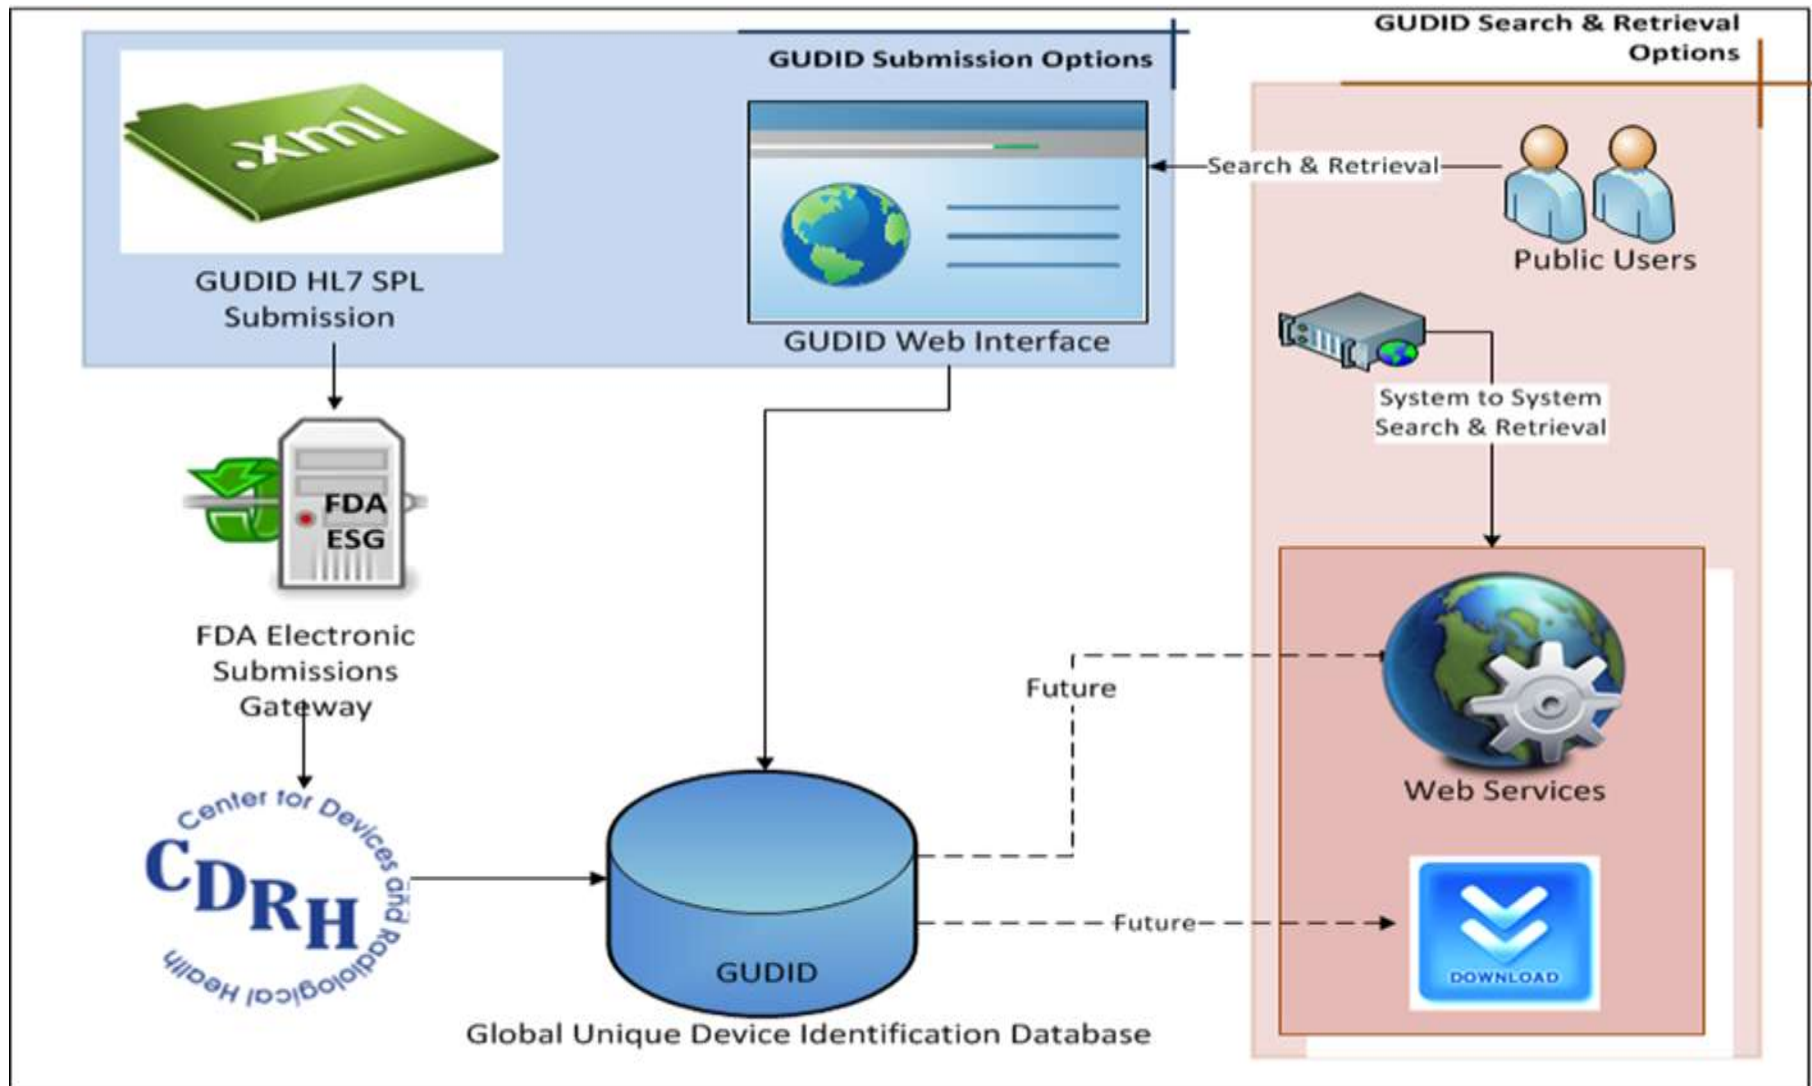 GUDID Submission Options
GUDID Search & Retrieval
Options
.xml
GUDID HL7 SPL
Submission
GUDID Web Interface
Search & Retrieval
Public Users
System to System
Search & Retrieval
FDA
ESG
FDA Electronic
Submissions
Gateway
Center for Devices and Radiological Health
CDRH
GUDID
Global Unique Device Identification Database
Future
Future
Web Services
DOWNLOAD